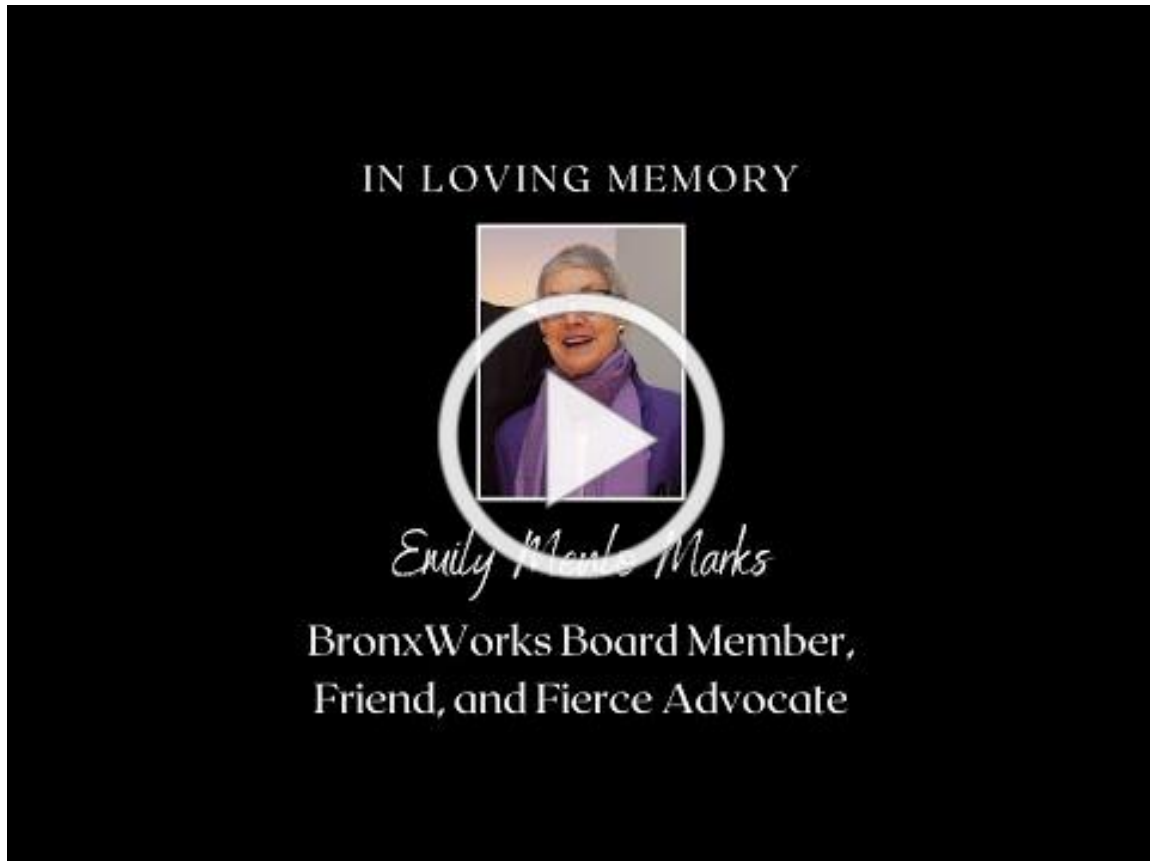 IN LOVING MEMORY
Emily Marks
BronxWorks Board Member,
Friend, and Fierce Advocate